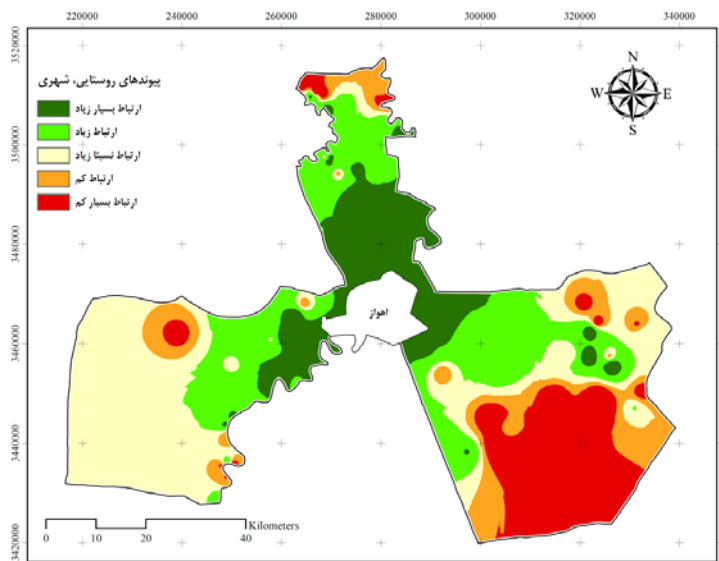 220000 240000 260000 280000 300000 320000 340000
3520000
3500000
3480000
3460000
3440000
3420000
پیوندهای روستایی، شهری
ارتباط بسیار زیاد
ارتباط زیاد
ارتباط نسبتا زیاد
ارتباط کم
ارتباط بسیار کم
N
W E
S
اهواز
0 10 20 40 Kilometers